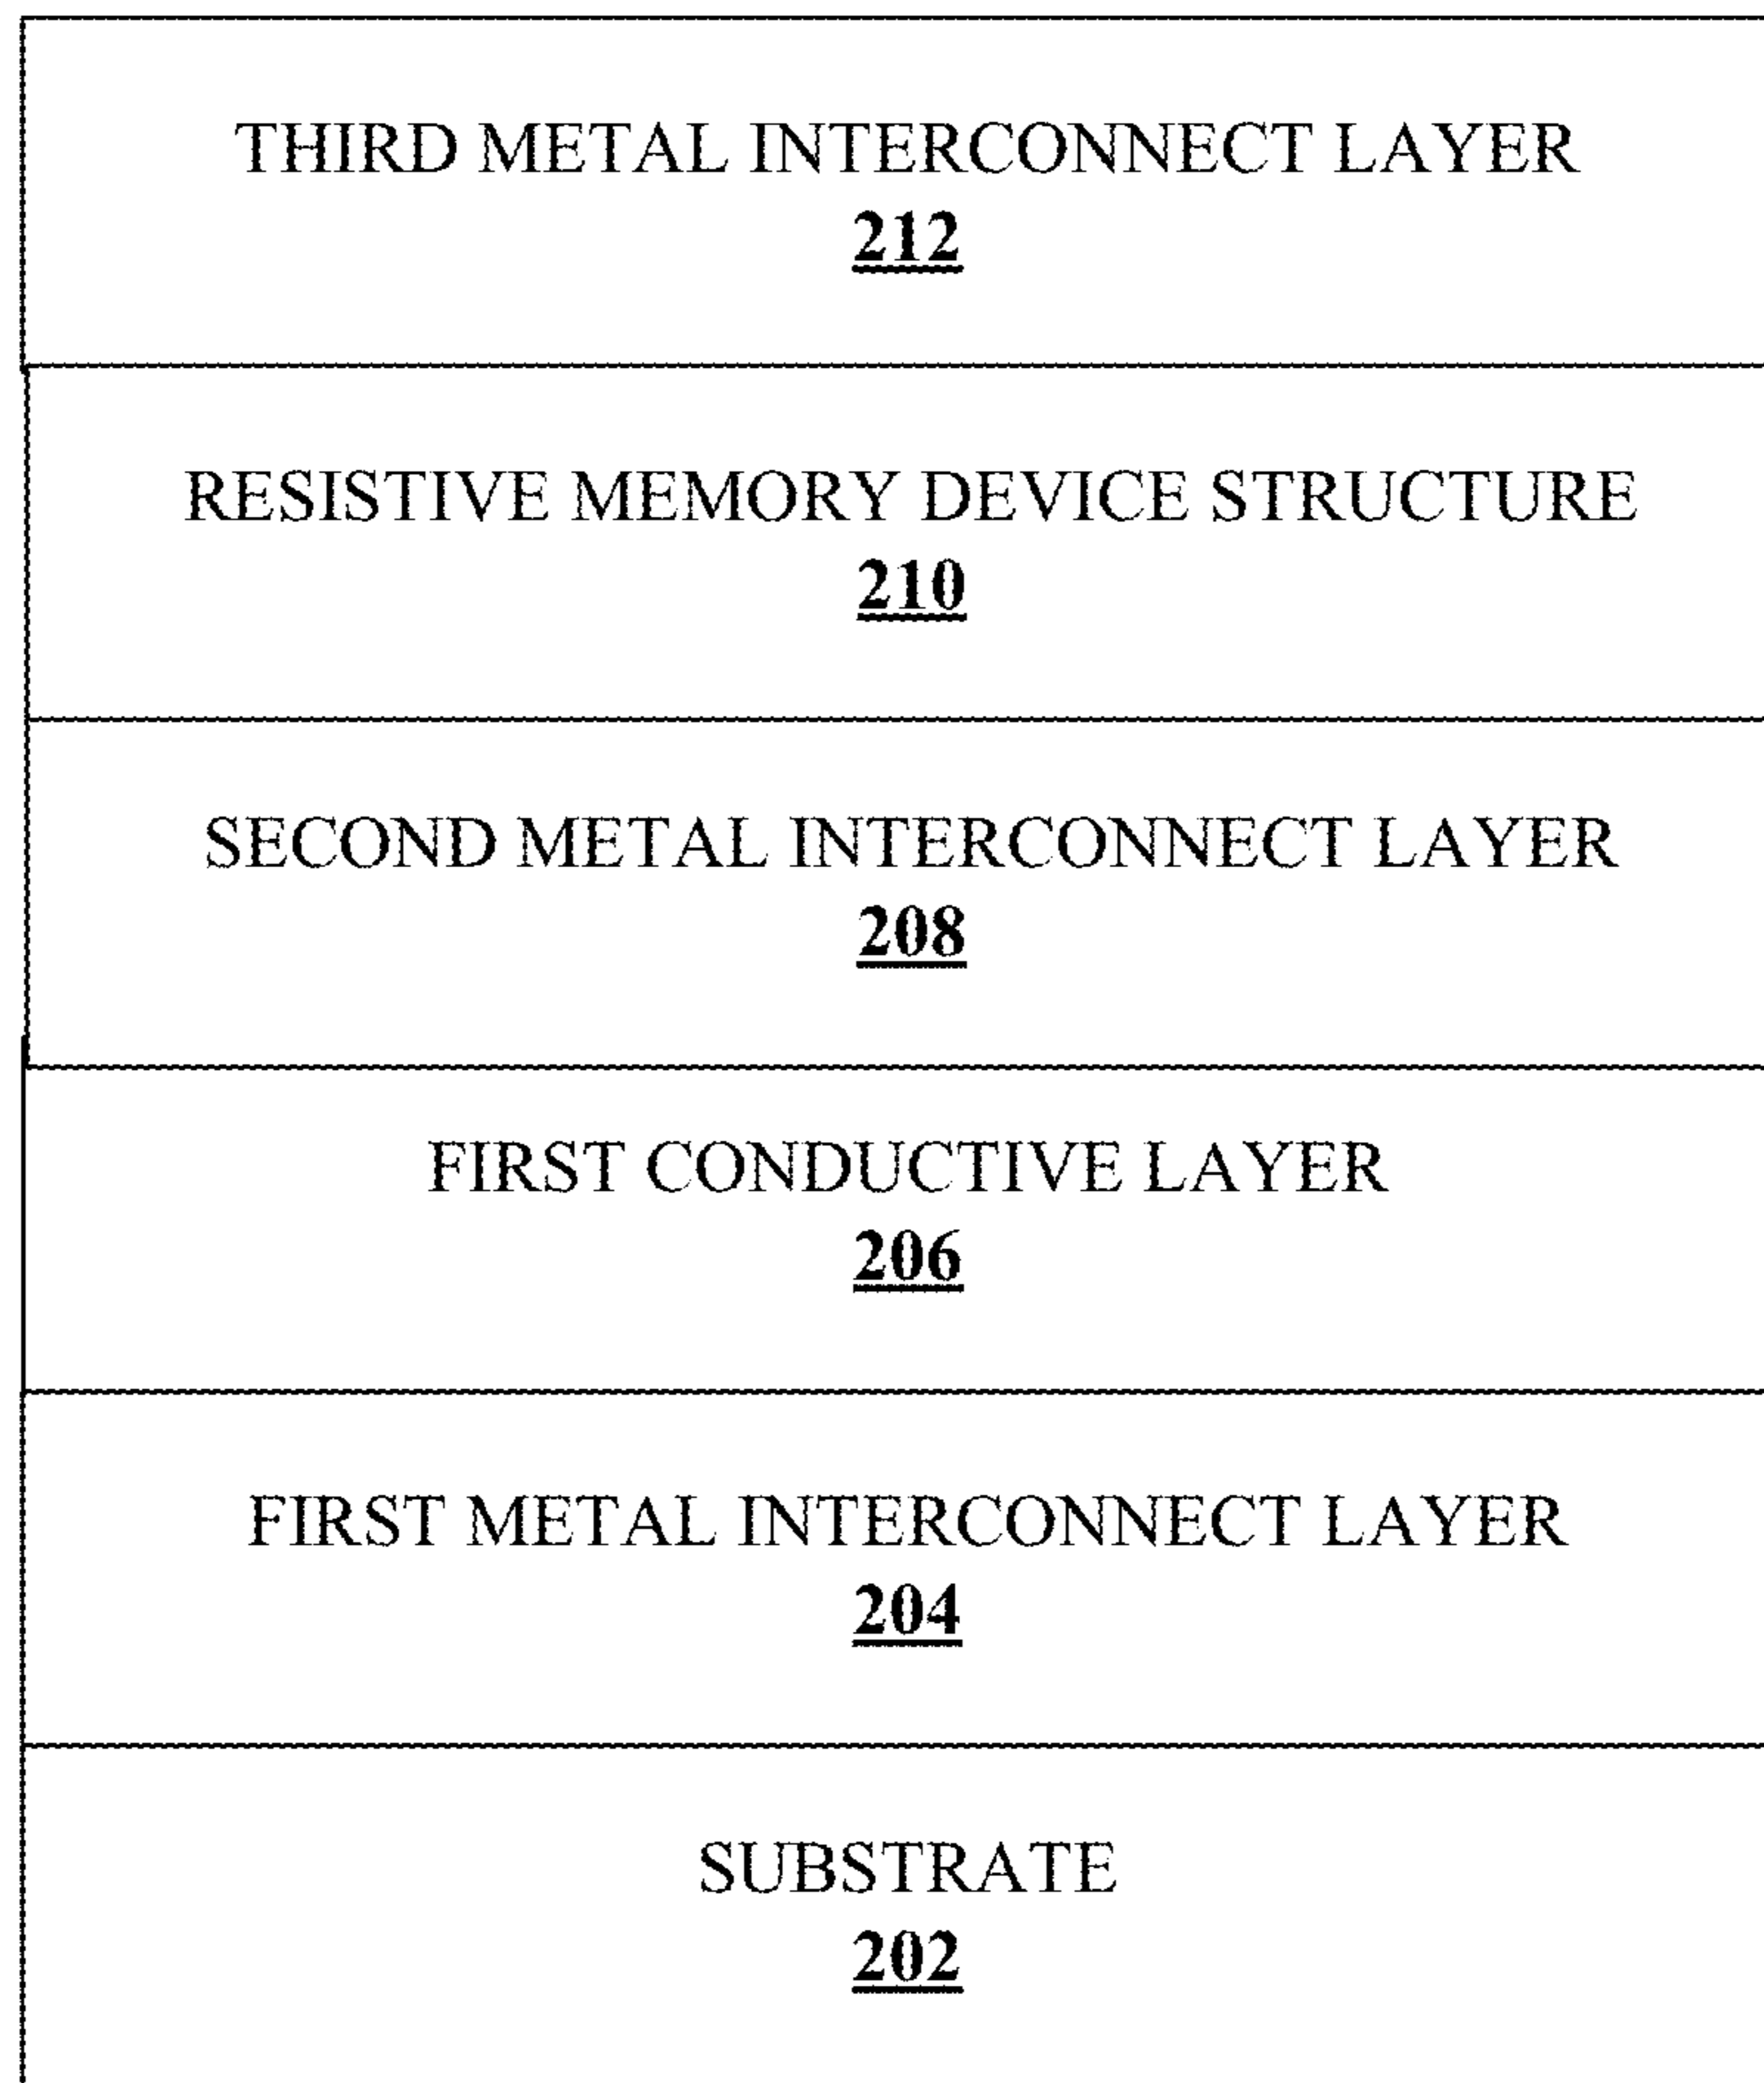 THIRD METAL INTERCONNECT LAYER
212
RESISTIVE MEMORY DEVICE STRUCTURE
210
SECOND METAL INTERCONNECT LAYER
208
FIRST CONDUCTIVE LAYER
206
FIRST METAL INTERCONNECT LAYER
204
SUBSTRATE
202